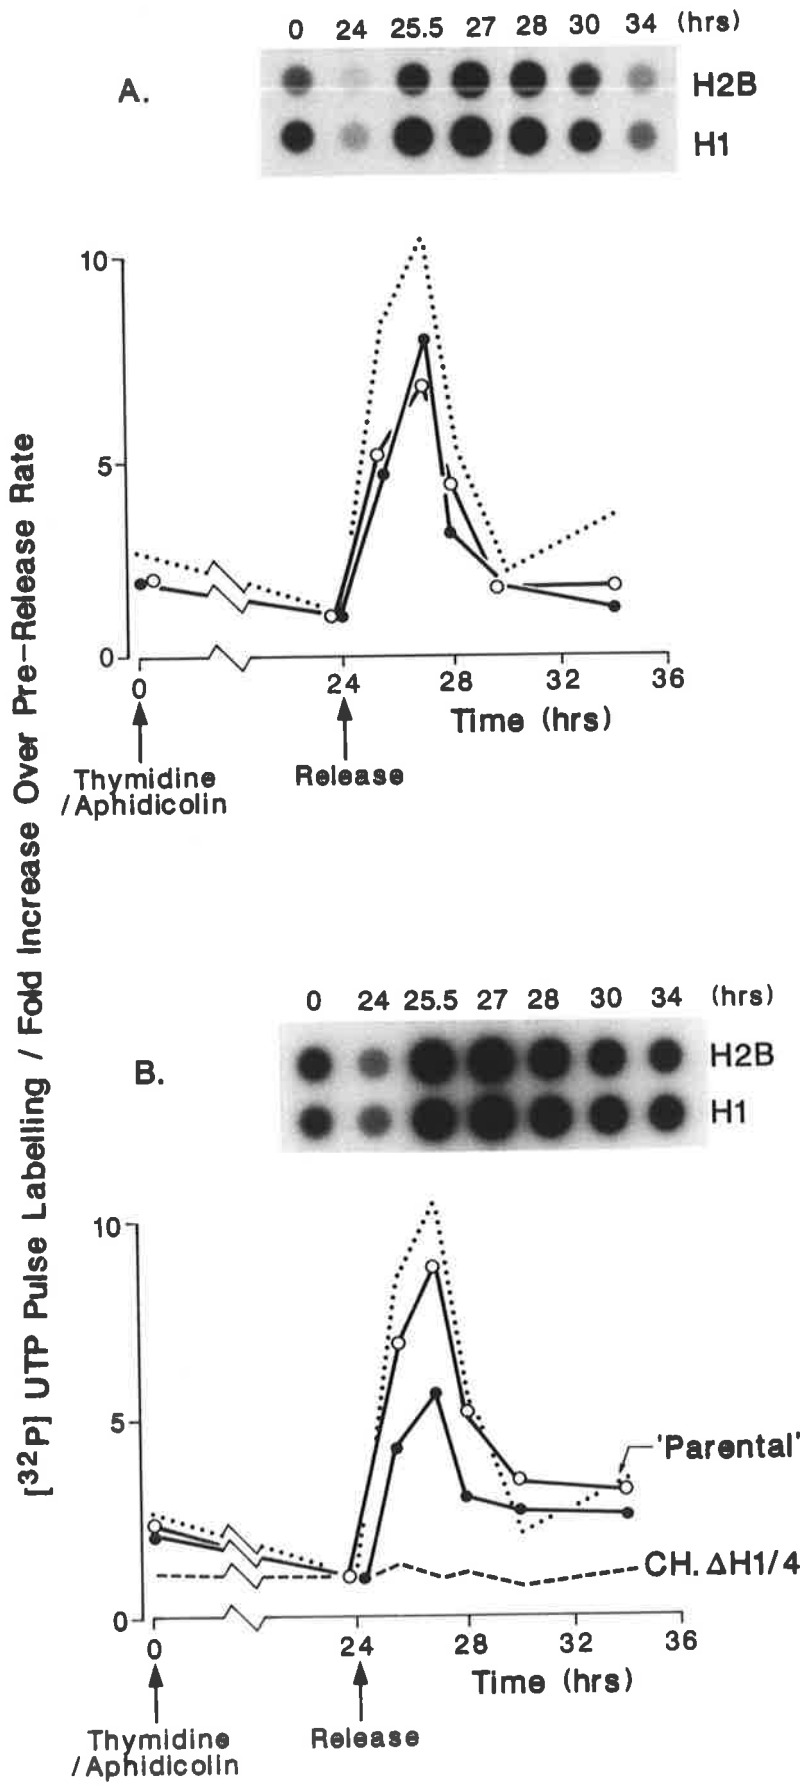 0 24 25.5 27 28 30 34 (hrs)
A.
H2B
H1
[32P] UTP Pulse Labelling / Fold Increase Over Pre-Release Rate
10
5
0
0 24 28 32 36
Time (hrs)
Thymidine
/Aphidicolin
Release
0 24 25.5 27 28 30 34 (hrs)
B.
H2B
H1
10
5
0
'Parental'
CH. ΔH1/4
0 24 28 32 36
Time (hrs)
Thymidine
/Aphidicolin
Release